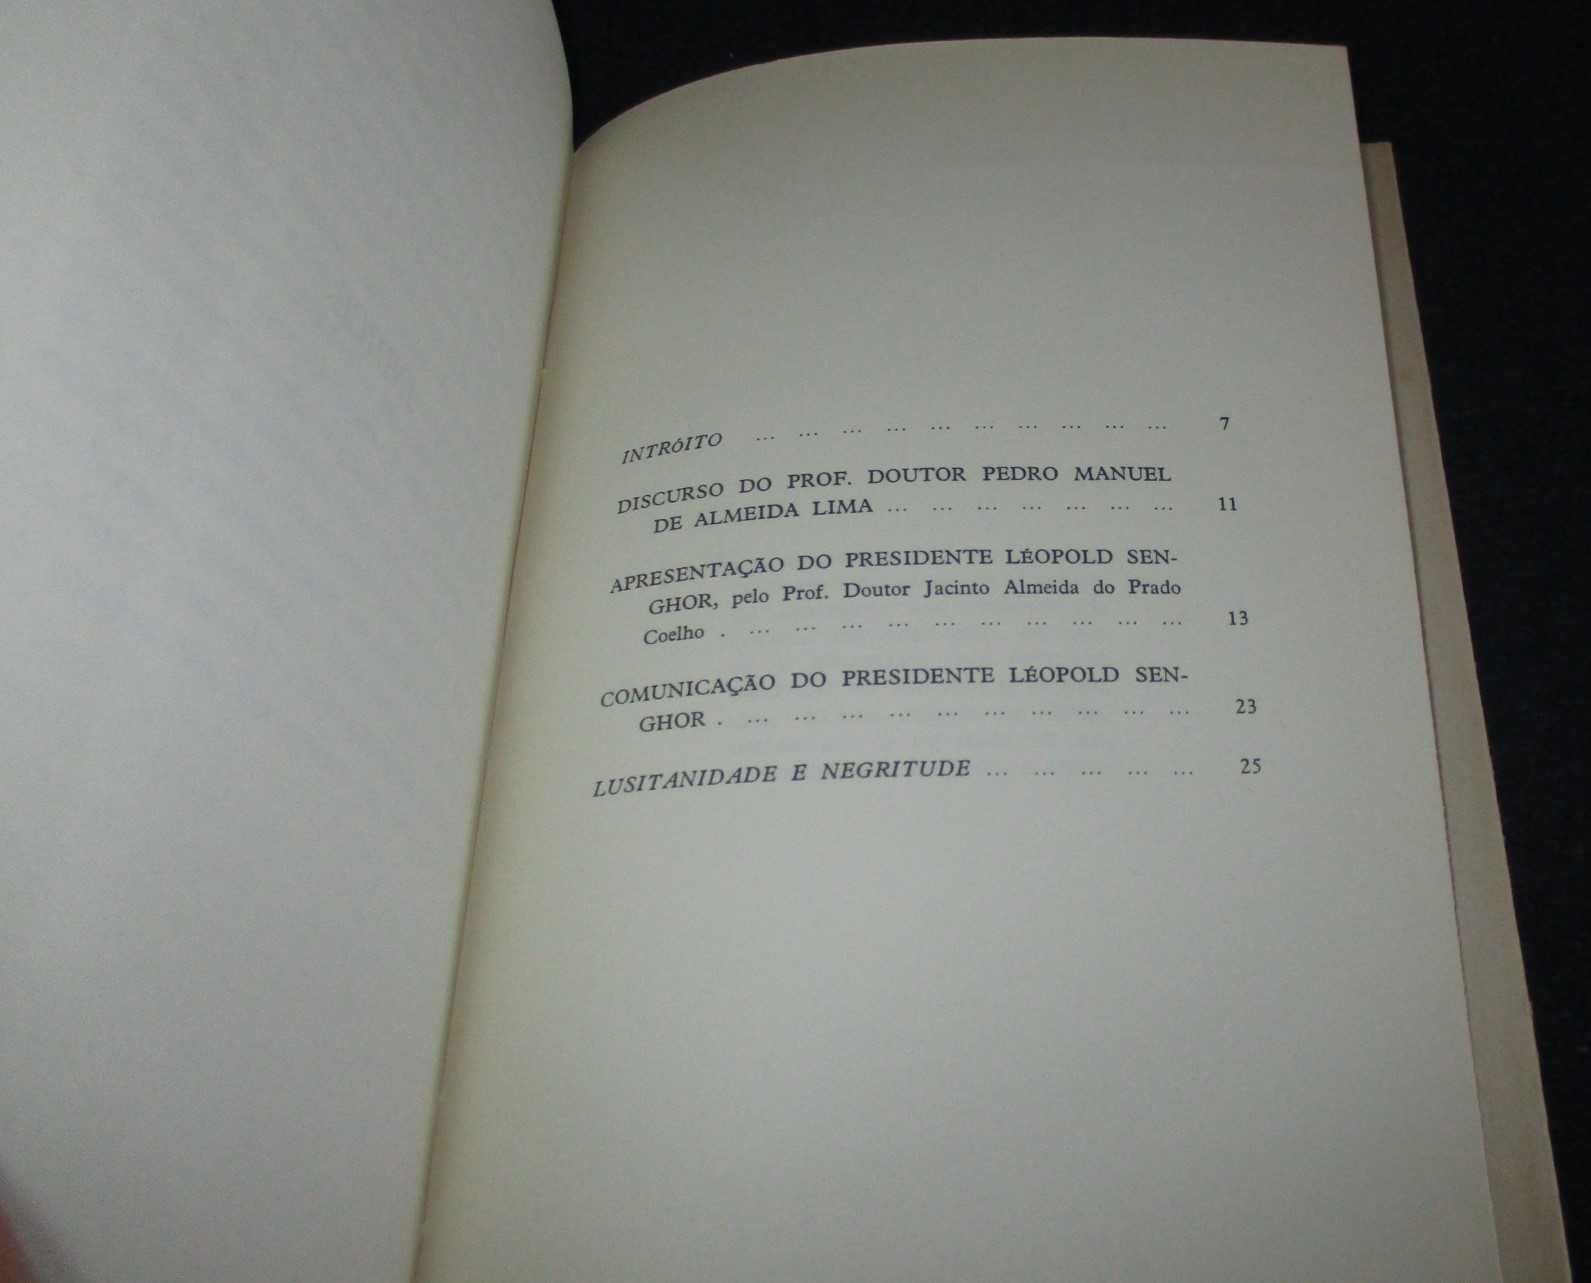 INTRÓITO ... ... ... ... ... ... ... ... ... ... 7
DISCURSO DO PROF. DOUTOR PEDRO MANUEL
DE ALMEIDA LIMA ... ... ... ... ... ... ... 11
APRESENTAÇÃO DO PRESIDENTE LÉOPOLD SEN-
GHOR, pelo Prof. Doutor Jacinto Almeida do Prado
Coelho . ... ... ... ... ... ... ... ... ... ... 13
COMUNICAÇÃO DO PRESIDENTE LÉOPOLD SEN-
GHOR . ... ... ... ... ... ... ... ... ... ... 23
LUSITANIDADE E NEGRITUDE ... ... ... ... ... 25